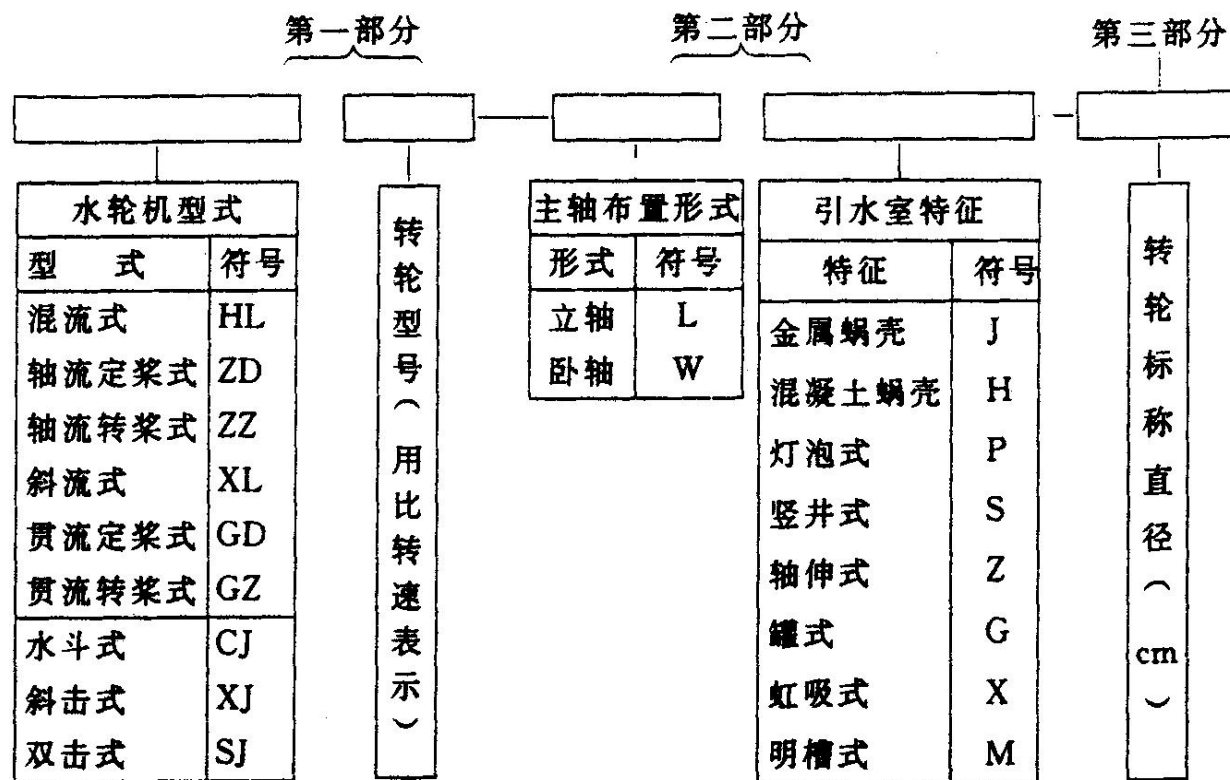 第一部分 第二部分 第三部分
水轮机型式
型 式 符号
混流式 HL
轴流定桨式 ZD
轴流转桨式 ZZ
斜流式 XL
贯流定桨式 GD
贯流转桨式 GZ
水斗式 CJ
斜击式 XJ
双击式 SJ
转轮型号(用比转速表示)
主轴布置形式
形式 符号
立轴 L
卧轴 W
引水室特征
特征 符号
金属蜗壳 J
混凝土蜗壳 H
灯泡式 P
竖井式 S
轴伸式 Z
罐式 G
虹吸式 X
明槽式 M
转轮标称直径(cm)